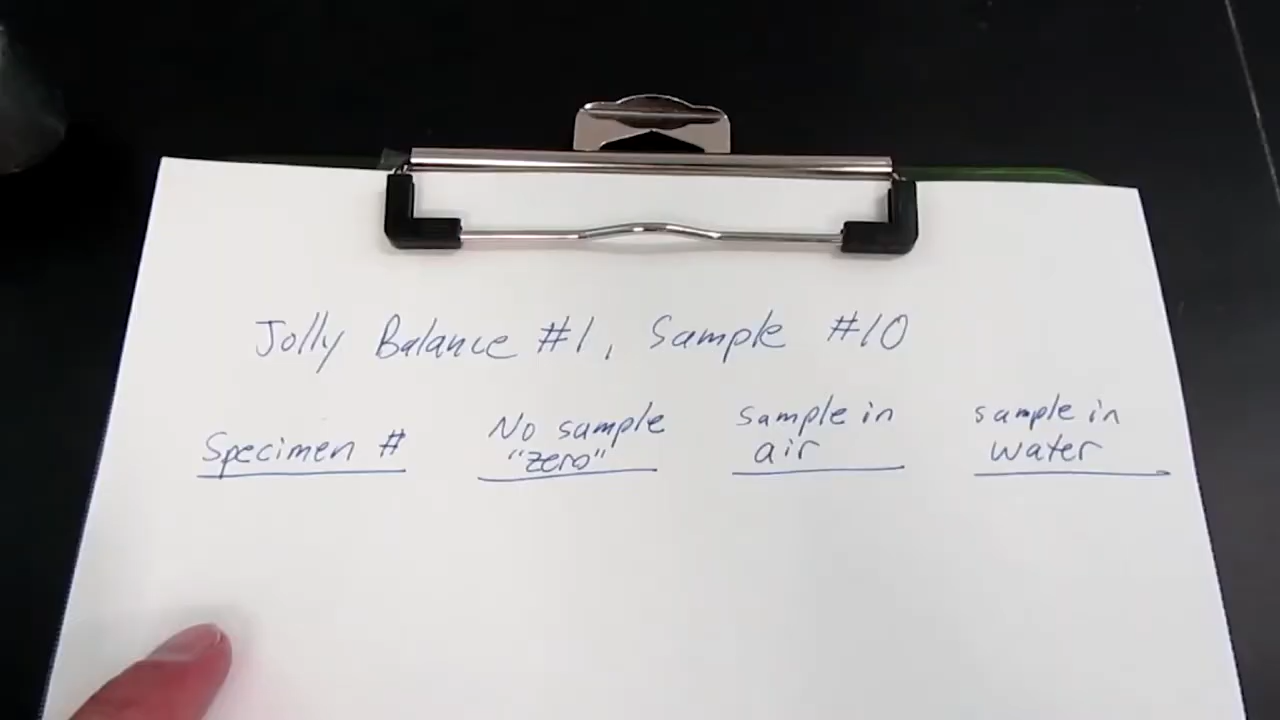 Jolly Balance #1, Sample #10
Specimen #
No sample
"zero"
sample in
air
sample in
water